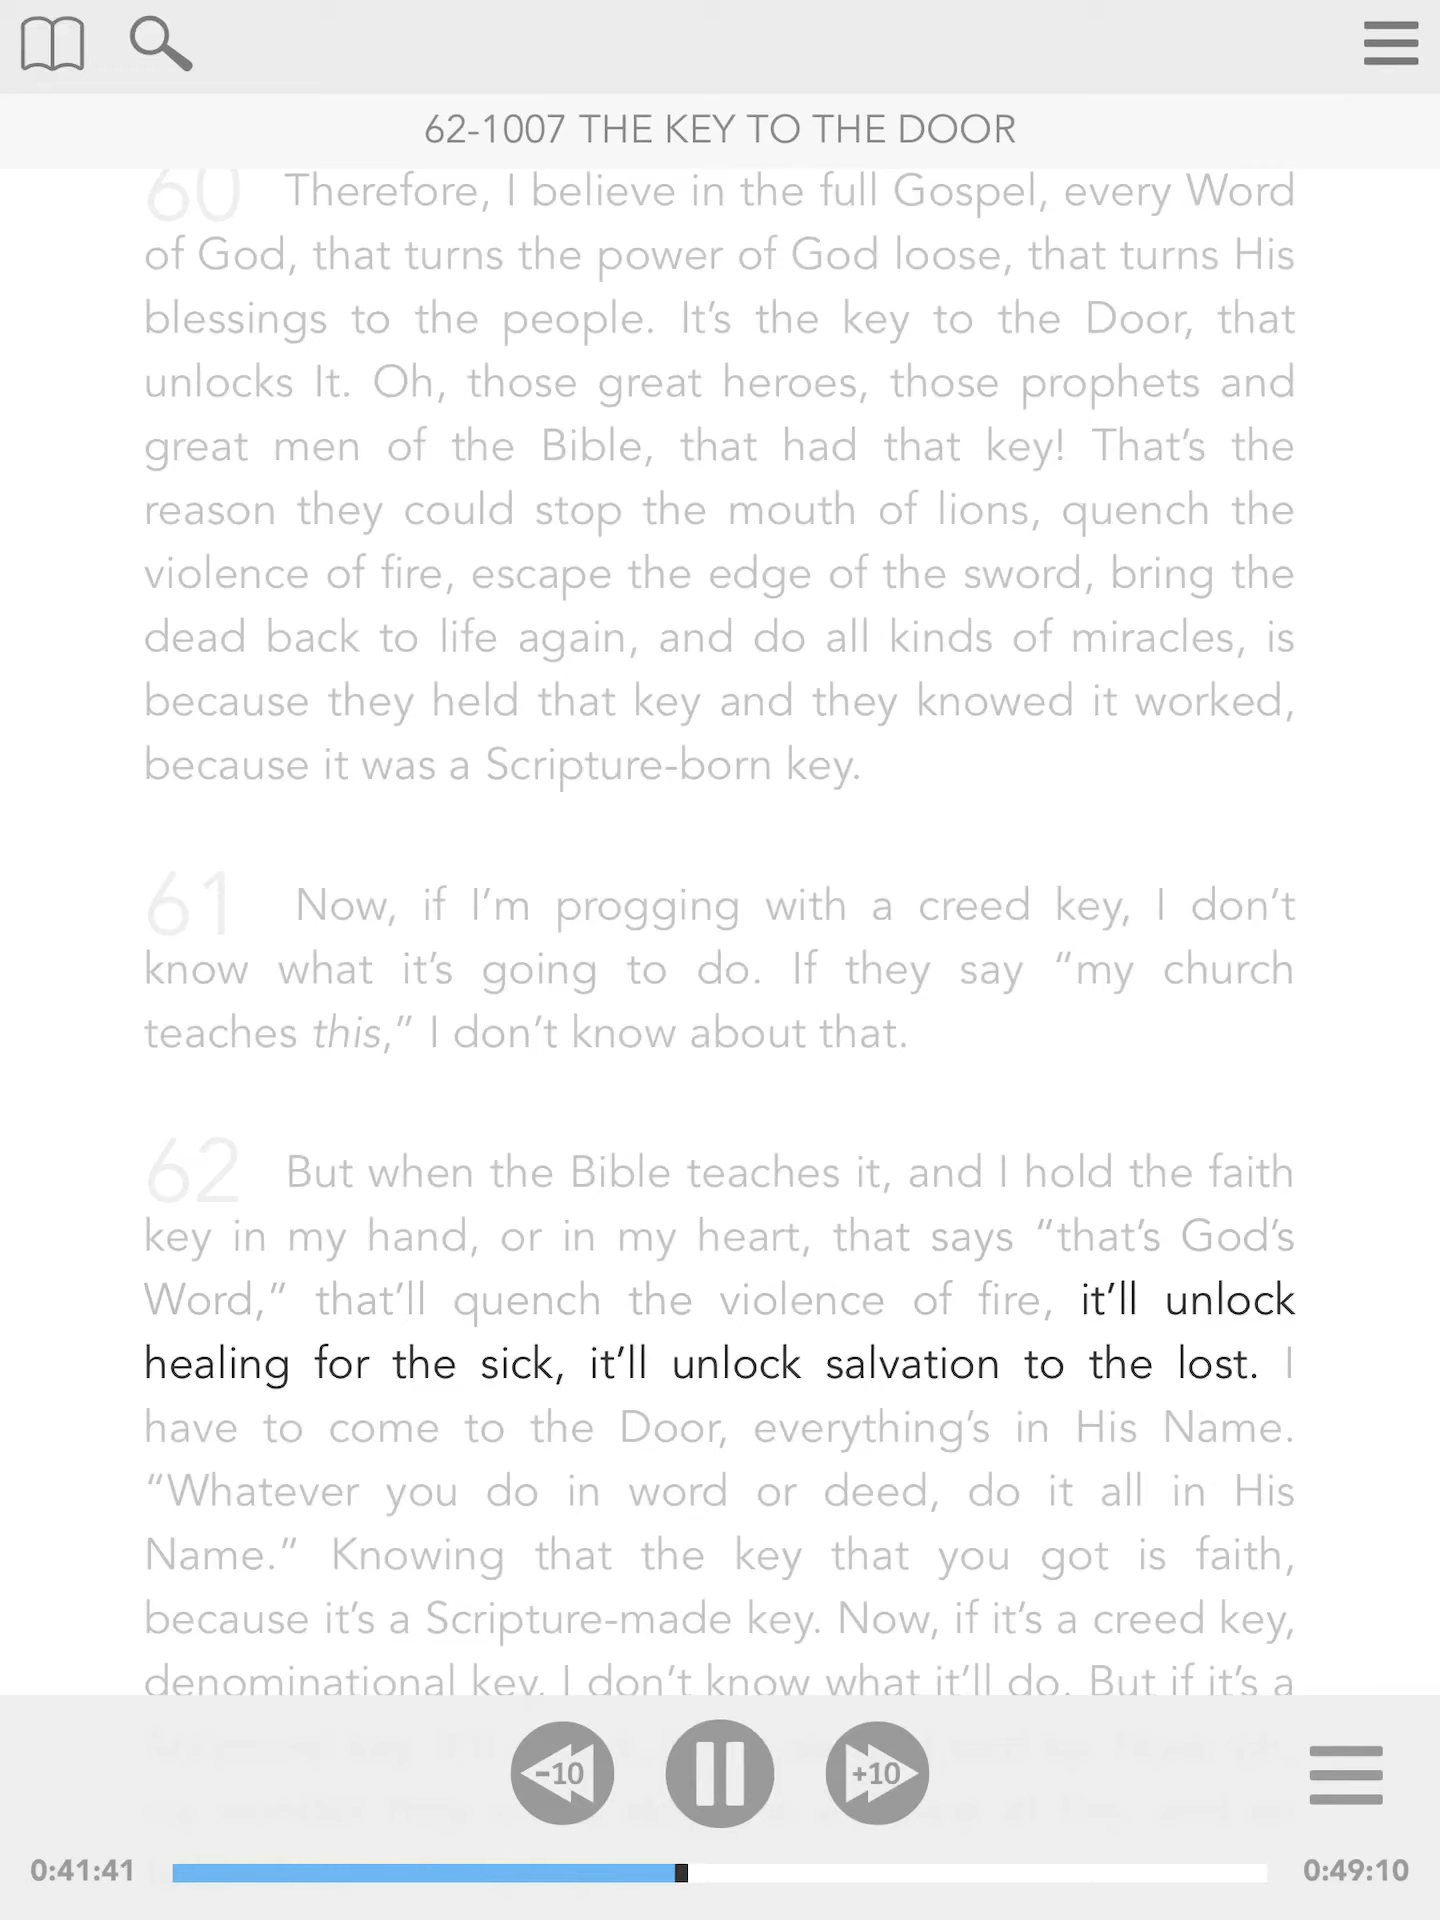 62-1007 THE KEY TO THE DOOR
60 Therefore, I believe in the full Gospel, every Word
of God, that turns the power of God loose, that turns His
blessings to the people. It’s the key to the Door, that
unlocks It. Oh, those great heroes, those prophets and
great men of the Bible, that had that key! That’s the
reason they could stop the mouth of lions, quench the
violence of fire, escape the edge of the sword, bring the
dead back to life again, and do all kinds of miracles, is
because they held that key and they knowed it worked,
because it was a Scripture-born key.
61 Now, if I’m progging with a creed key, I don’t
know what it’s going to do. If they say “my church
teaches this,” I don’t know about that.
62 But when the Bible teaches it, and I hold the faith
key in my hand, or in my heart, that says “that’s God’s
Word,” that’ll quench the violence of fire, it’ll unlock
healing for the sick, it’ll unlock salvation to the lost. I
have to come to the Door, everything’s in His Name.
“Whatever you do in word or deed, do it all in His
Name.” Knowing that the key that you got is faith,
because it’s a Scripture-made key. Now, if it’s a creed key,
denominational key, I don’t know what it’ll do. But if it’s a
-10 +10
0:41:41 0:49:10